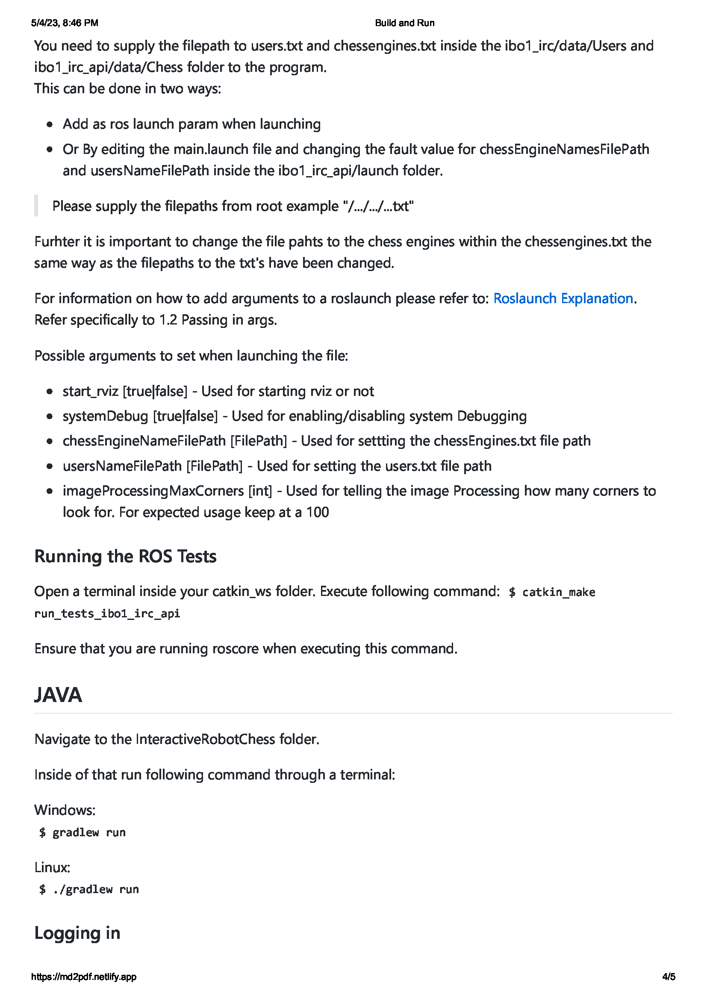 5/4/23, 8:46 PM
Build and Run
You need to supply the filepath to users.txt and chessengines.txt inside the ibo1_irc/data/Users and
ibo1_irc_api/data/Chess folder to the program.
This can be done in two ways:
• Add as ros launch param when launching
• Or By editing the main.launch file and changing the fault value for chessEngineNamesFilePath
and usersNameFilePath inside the ibo1_irc_api/launch folder.
Please supply the filepaths from root example "/.../.../...txt"
Furhter it is important to change the file pahts to the chess engines within the chessengines.txt the
same way as the filepaths to the txt's have been changed.
For information on how to add arguments to a roslaunch please refer to: Roslaunch Explanation.
Refer specifically to 1.2 Passing in args.
Possible arguments to set when launching the file:
• start_rviz [true|false] - Used for starting rviz or not
• systemDebug [true|false] - Used for enabling/disabling system Debugging
• chessEngineNameFilePath [FilePath] - Used for settting the chessEngines.txt file path
• usersNameFilePath [FilePath] - Used for setting the users.txt file path
• imageProcessingMaxCorners [int] - Used for telling the image Processing how many corners to
look for. For expected usage keep at a 100
Running the ROS Tests
Open a terminal inside your catkin_ws folder. Execute following command: $ catkin_make
run_tests_ibo1_irc_api
Ensure that you are running roscore when executing this command.
JAVA
Navigate to the InteractiveRobotChess folder.
Inside of that run following command through a terminal:
Windows:
$ gradlew run
Linux:
$ ./gradlew run
Logging in
https://md2pdf.netlify.app
4/5